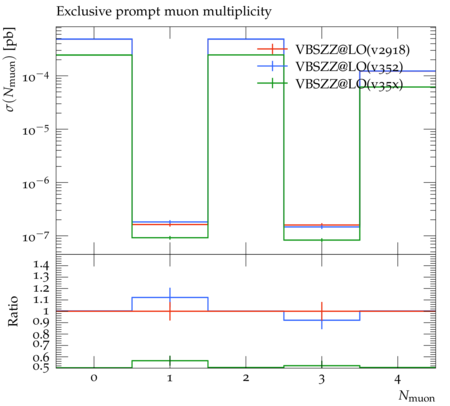 Exclusive prompt muon multiplicity
σ(Nmuon) [pb]
VBSZZ@LO(v2918)
VBSZZ@LO(v352)
VBSZZ@LO(v35x)
10⁻⁴
10⁻⁵
10⁻⁶
10⁻⁷
Ratio
1.4
1.3
1.2
1.1
1
0.9
0.8
0.7
0.6
0.5
0 1 2 3 4
Nmuon